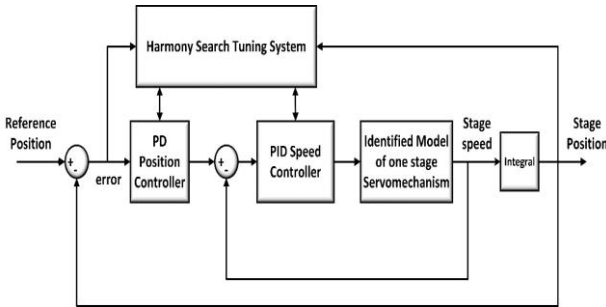 Harmony Search Tuning System
Reference
Position
+
-
error
PD
Position
Controller
+
-
PID Speed
Controller
Identified Model
of one stage
Servomechanism
Stage
speed
Integral
Stage
Position